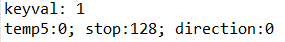 keyval: 1
temp5:0; stop:128; direction:0